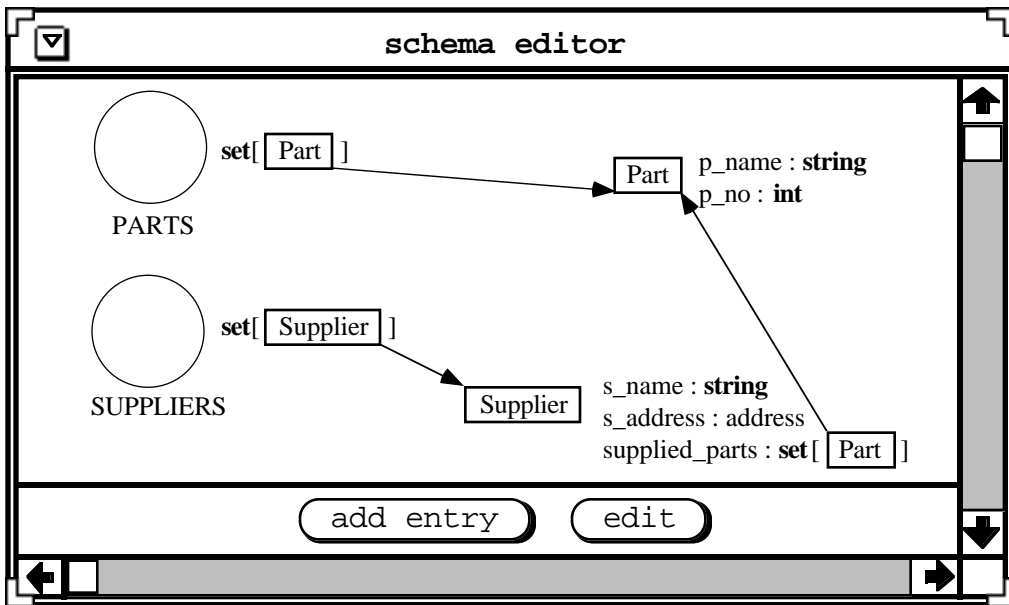 schema editor
set[ Part ]
PARTS
Part
p_name : string
p_no : int
set[ Supplier ]
SUPPLIERS
Supplier
s_name : string
s_address : address
supplied_parts : set[ Part ]
add entry
edit